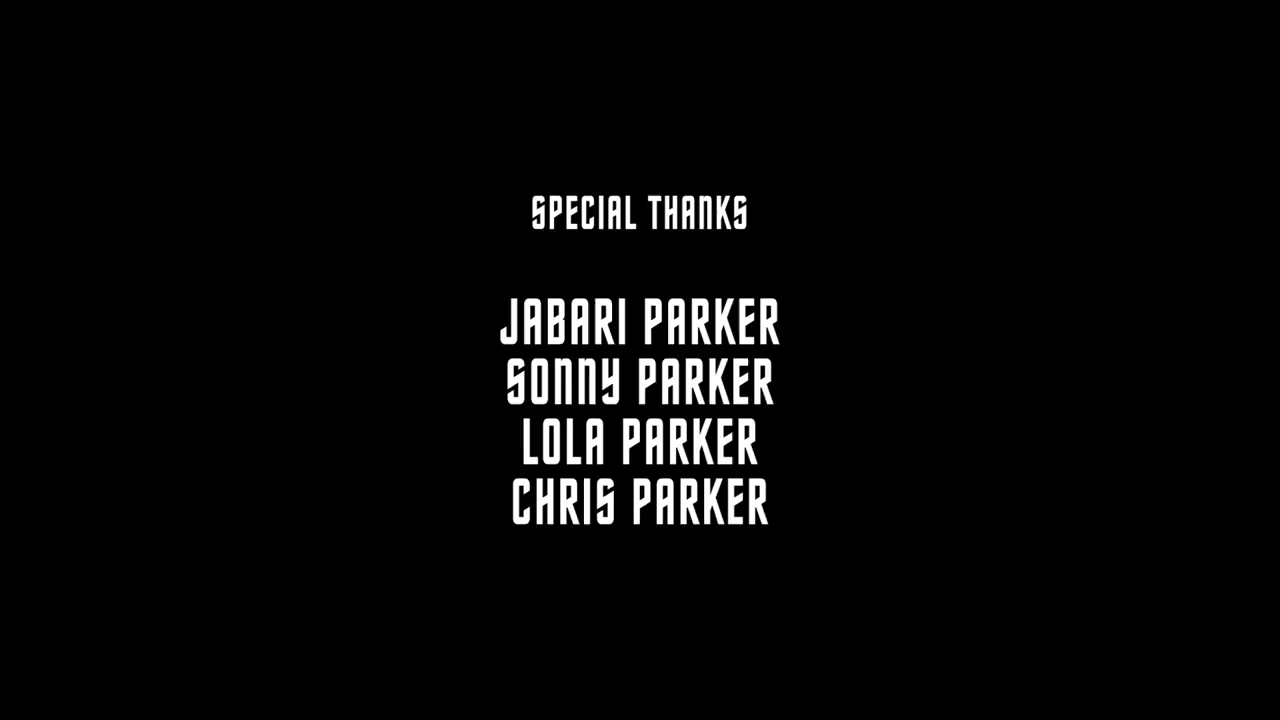 SPECIAL THANKS
JABARI PARKER
SONNY PARKER
LOLA PARKER
CHRIS PARKER